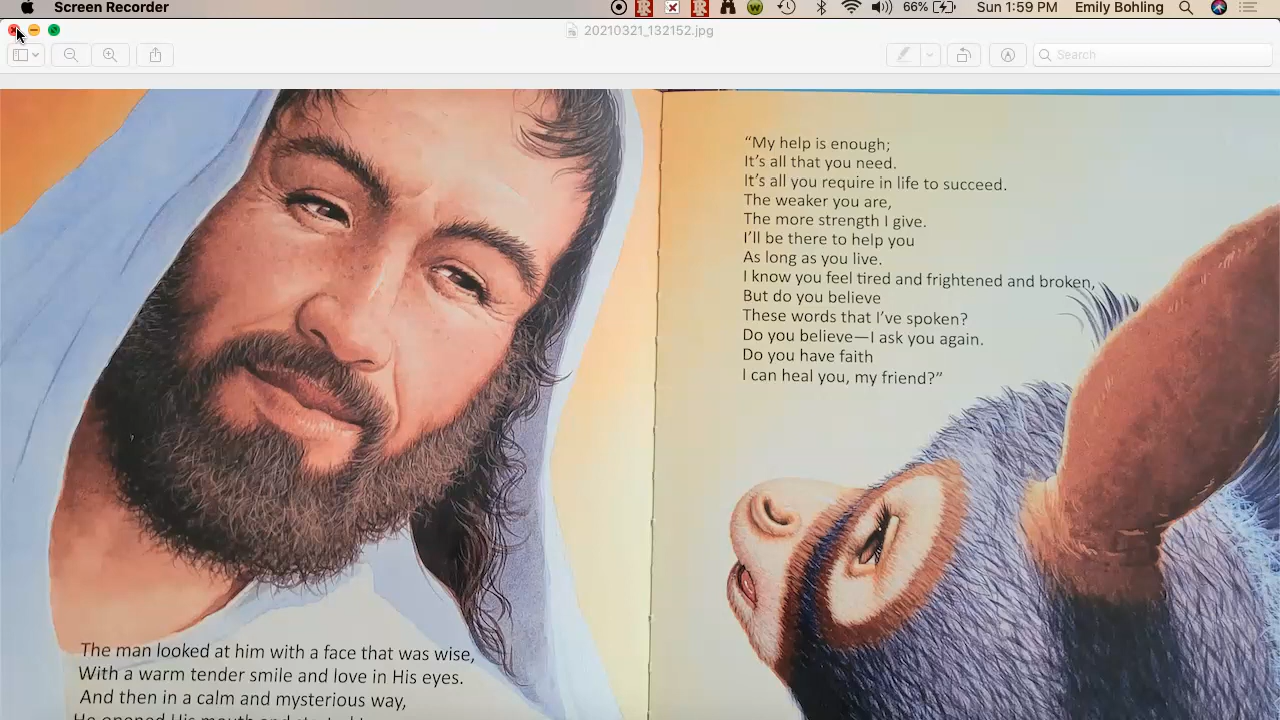 Screen Recorder
66%
Sun 1:59 PM
Emily Bohling
20210321_132152.jpg
Search
The man looked at him with a face that was wise,
With a warm tender smile and love in His eyes.
And then in a calm and mysterious way,
He opened His mouth and
“My help is enough;
It’s all that you need.
It’s all you require in life to succeed.
The weaker you are,
The more strength I give.
I’ll be there to help you
As long as you live.
I know you feel tired and frightened and broken,
But do you believe
These words that I’ve spoken?
Do you believe—I ask you again.
Do you have faith
I can heal you, my friend?”